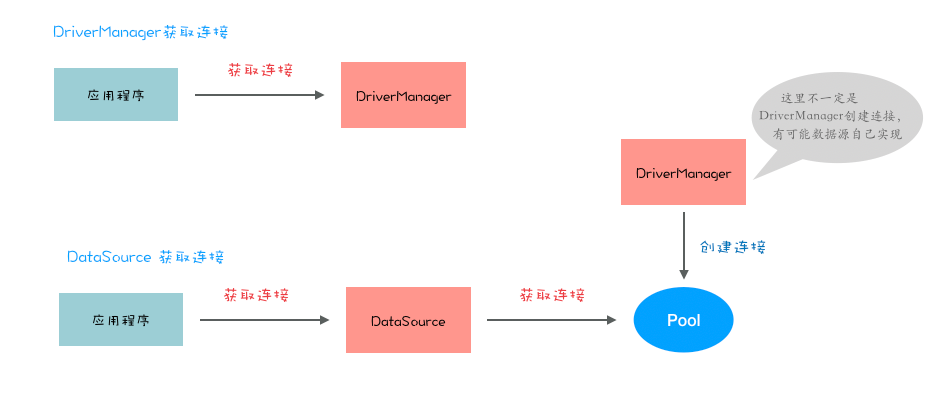 DriverManager获取连接
应用程序
获取连接
DriverManager
这里不一定是
DriverManager创建连接，
有可能数据源自己实现
DriverManager
创建连接
DataSource 获取连接
应用程序
获取连接
DataSource
获取连接
Pool